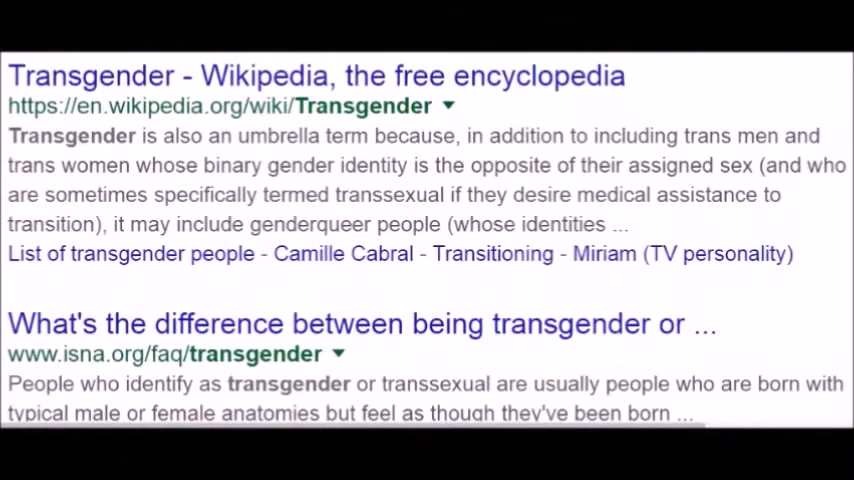 Transgender - Wikipedia, the free encyclopedia
https://en.wikipedia.org/wiki/Transgender ▼
Transgender is also an umbrella term because, in addition to including trans men and
trans women whose binary gender identity is the opposite of their assigned sex (and who
are sometimes specifically termed transsexual if they desire medical assistance to
transition), it may include genderqueer people (whose identities ...
List of transgender people - Camille Cabral - Transitioning - Miriam (TV personality)
What's the difference between being transgender or ...
www.isna.org/faq/transgender ▼
People who identify as transgender or transsexual are usually people who are born with
typical male or female anatomies but feel as though they've been born ...